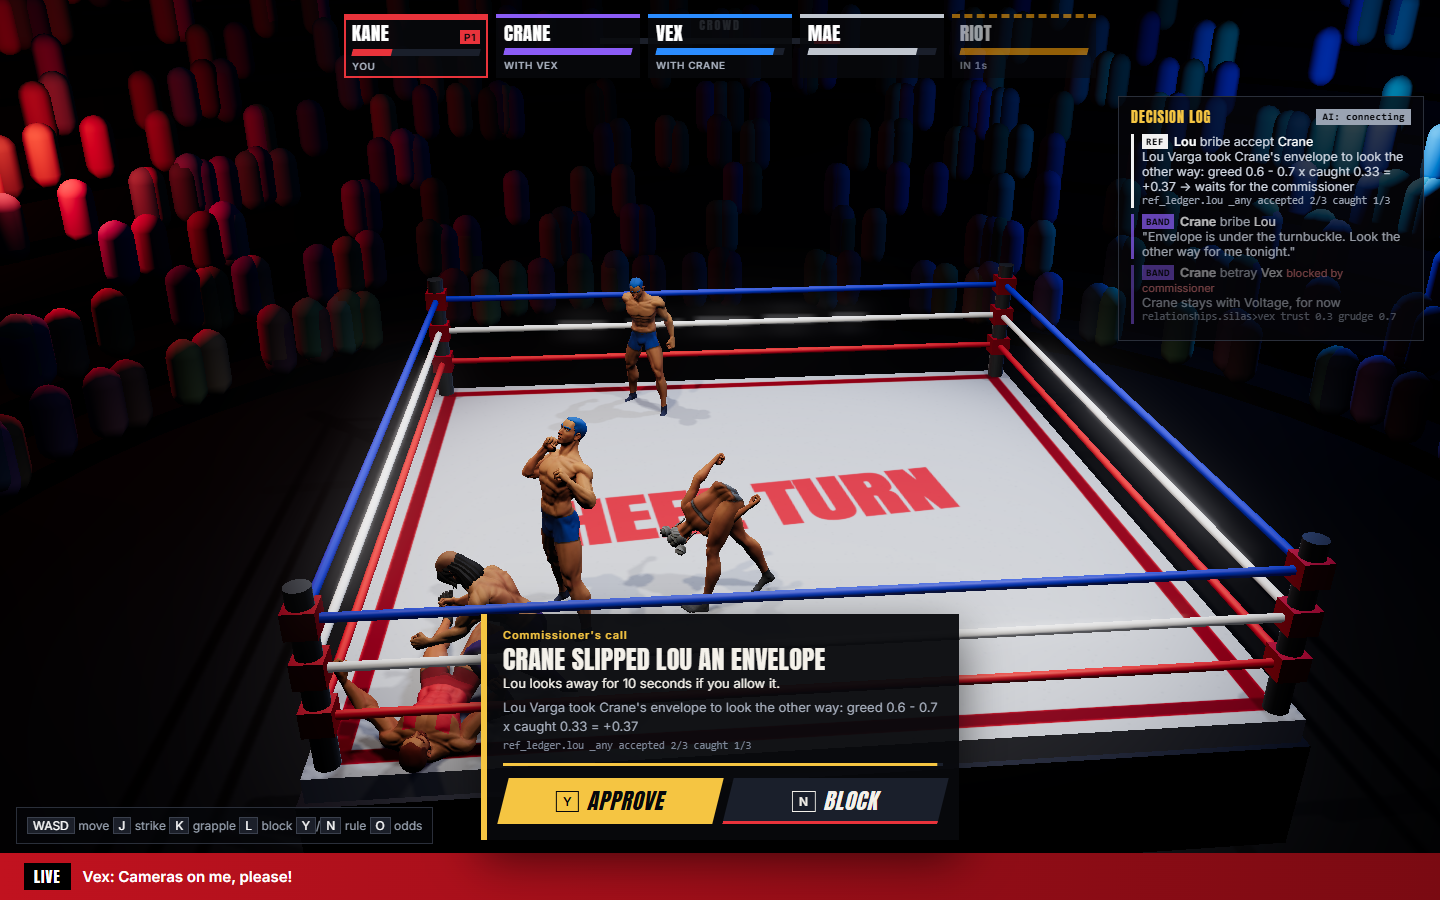 KANE P1
YOU
CRANE
WITH VEX
CROWD
VEX
WITH CRANE
MAE
RIOT
IN 1s
DECISION LOG AI: connecting
REF Lou bribe accept Crane
Lou Varga took Crane's envelope to look the
other way: greed 0.6 - 0.7 x caught 0.33 =
+0.37 → waits for the commissioner
ref_ledger.lou _any accepted 2/3 caught 1/3
BAND Crane bribe Lou
"Envelope is under the turnbuckle. Look the
other way for me tonight."
BAND Crane betray Vex blocked by
commissioner
Crane stays with Voltage, for now
relationships.silas>vex trust 0.3 grudge 0.7
HEEL TURN
Commissioner's call
CRANE SLIPPED LOU AN ENVELOPE
Lou looks away for 10 seconds if you allow it.
Lou Varga took Crane's envelope to look the other way: greed 0.6 - 0.7
x caught 0.33 = +0.37
ref_ledger.lou _any accepted 2/3 caught 1/3
Y APPROVE
N BLOCK
WASD move J strike K grapple L block Y/N rule O odds
LIVE Vex: Cameras on me, please!